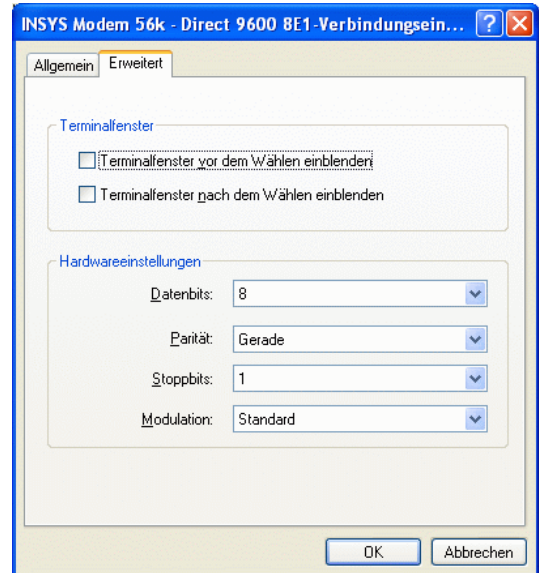 INSYS Modem 56k - Direct 9600 8E1-Verbindungsein...
Allgemein Erweitert
Terminalfenster
Terminalfenster vor dem Wählen einblenden
Terminalfenster nach dem Wählen einblenden
Hardwareeinstellungen
Datenbits: 8
Parität: Gerade
Stoppbits: 1
Modulation: Standard
OK Abbrechen